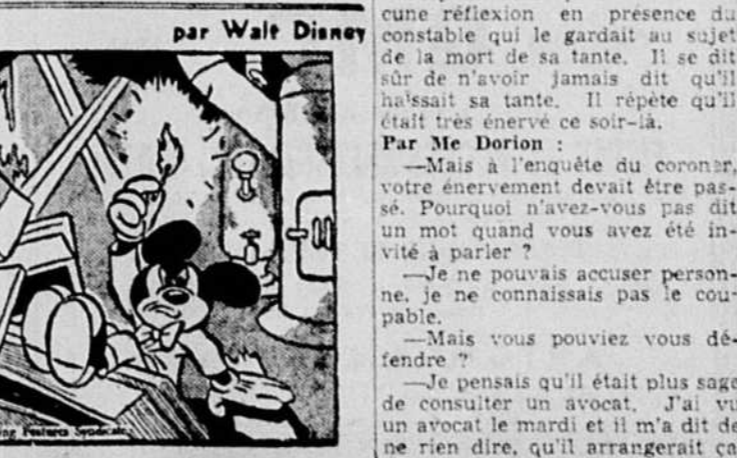 par Walt Disney
Features Syndicate
cune réflexion en présence du
constable qui le gardait au sujet
de la mort de sa tante. Il se dit
sûr de n'avoir jamais dit qu'il
haïssait sa tante. Il répète qu'il
était très énervé ce soir-là.
Par Me Dorion :
—Mais à l'enquête du coroner,
votre énervement devait être pas-
sé. Pourquoi n'avez-vous pas dit
un mot quand vous avez été in-
vité à parler ?
—Je ne pouvais accuser person-
ne, je ne connaissais pas le cou-
pable.
—Mais vous pouviez vous dé-
fendre ?
—Je pensais qu'il était plus sage
de consulter un avocat. J'ai vu
un avocat le mardi et il m'a dit de
ne rien dire, qu'il arrangerait ça